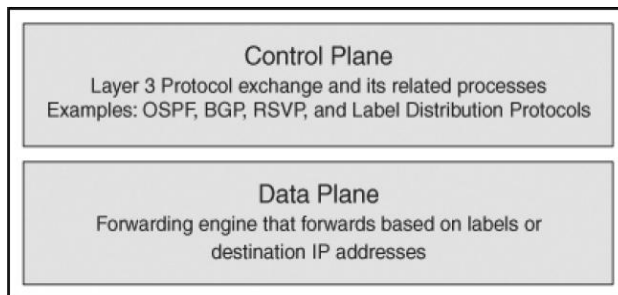 Control Plane
Layer 3 Protocol exchange and its related processes
Examples: OSPF, BGP, RSVP, and Label Distribution Protocols
Data Plane
Forwarding engine that forwards based on labels or
destination IP addresses